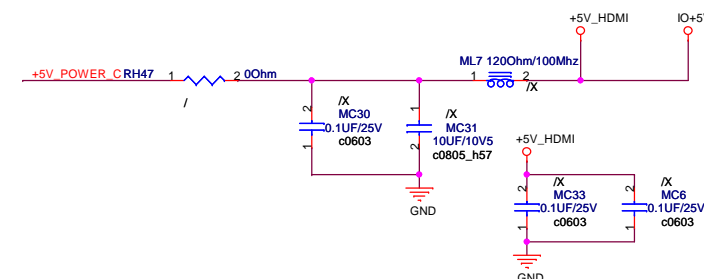 +5V_HDMI
IO+5
ML7 120Ohm/100Mhz
+5V_POWER_C RH47 1 2 0Ohm
1 2
/X
/
/X
MC30
0.1UF/25V
c0603
2
1
/X
MC31
10UF/10V5
c0805_h57
1
2
GND
+5V_HDMI
/X
MC33
0.1UF/25V
c0603
2
1
/X
MC6
0.1UF/25V
c0603
2
1
GND